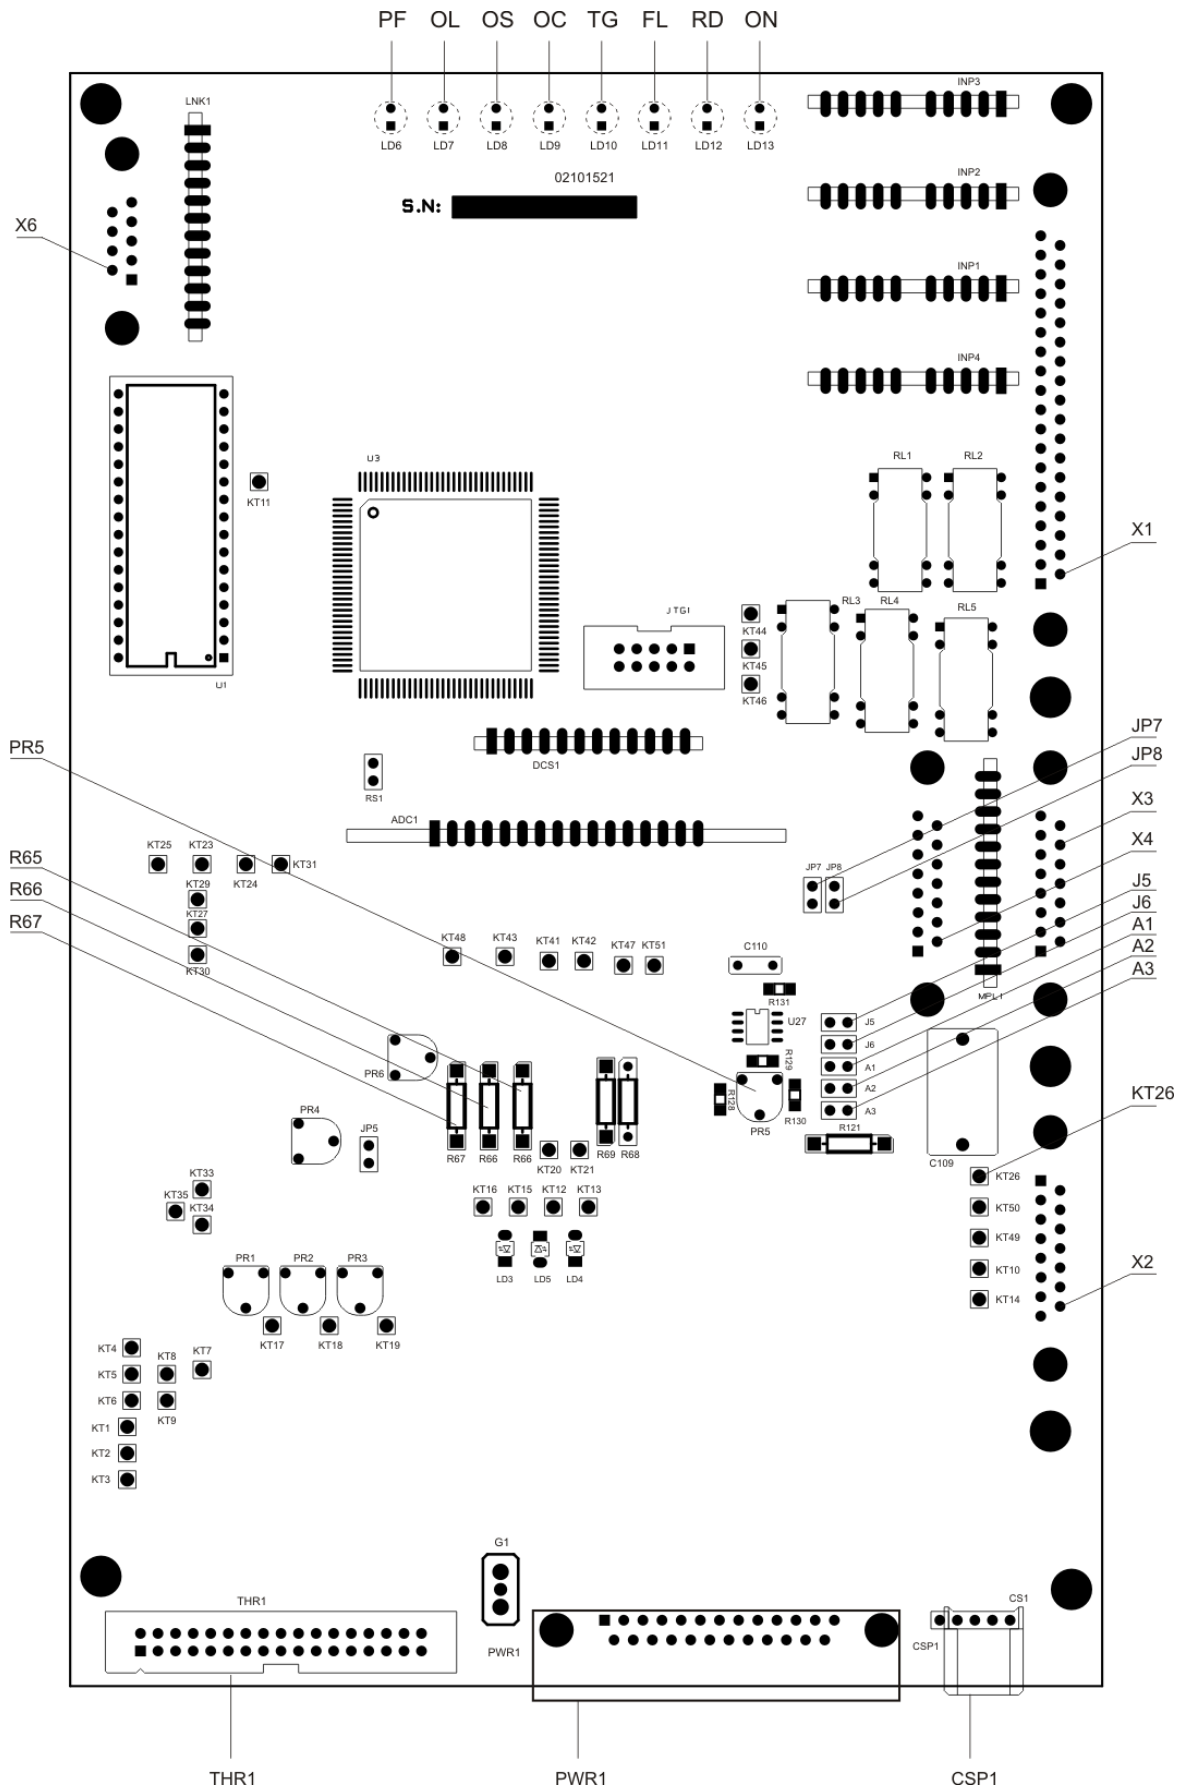 PF OL OS OC TG FL RD ON
LNK1
INP3
LD6 LD7 LD8 LD9 LD10 LD11 LD12 LD13
02101521
INP2
S.N:
X6
INP1
INP4
U3
RL1 RL2
KT11
X1
JTG1
RL3 RL4 RL5
KT44
KT45
U1
KT46
JP7
PR5
JP8
DCS1
RS1
X3
ADC1
X4
KT25 KT23
KT24 KT31
JP7 JP8
R65
J5
KT29
R66
J6
KT27
R67
A1
KT48 KT43 KT41 KT42 KT47 KT51
C110
A2
KT30
A3
MPL1
R131
U27
J5
J6
R129
PR6
A1
A2
R128
R130
KT26
PR4
A3
JP5
PR5
R121
R67 R66 R66
R69 R68
KT20 KT21
C109
KT33
KT26
KT35
KT34
KT16 KT15 KT12 KT13
KT50
KT49
PR1 PR2 PR3
X2
KT10
LD3 LD5 LD4
KT14
KT17 KT18 KT19
KT4
KT8 KT7
KT5
KT6
KT9
KT1
KT2
KT3
G1
THR1
CS1
PWR1
CSP1
THR1 PWR1 CSP1